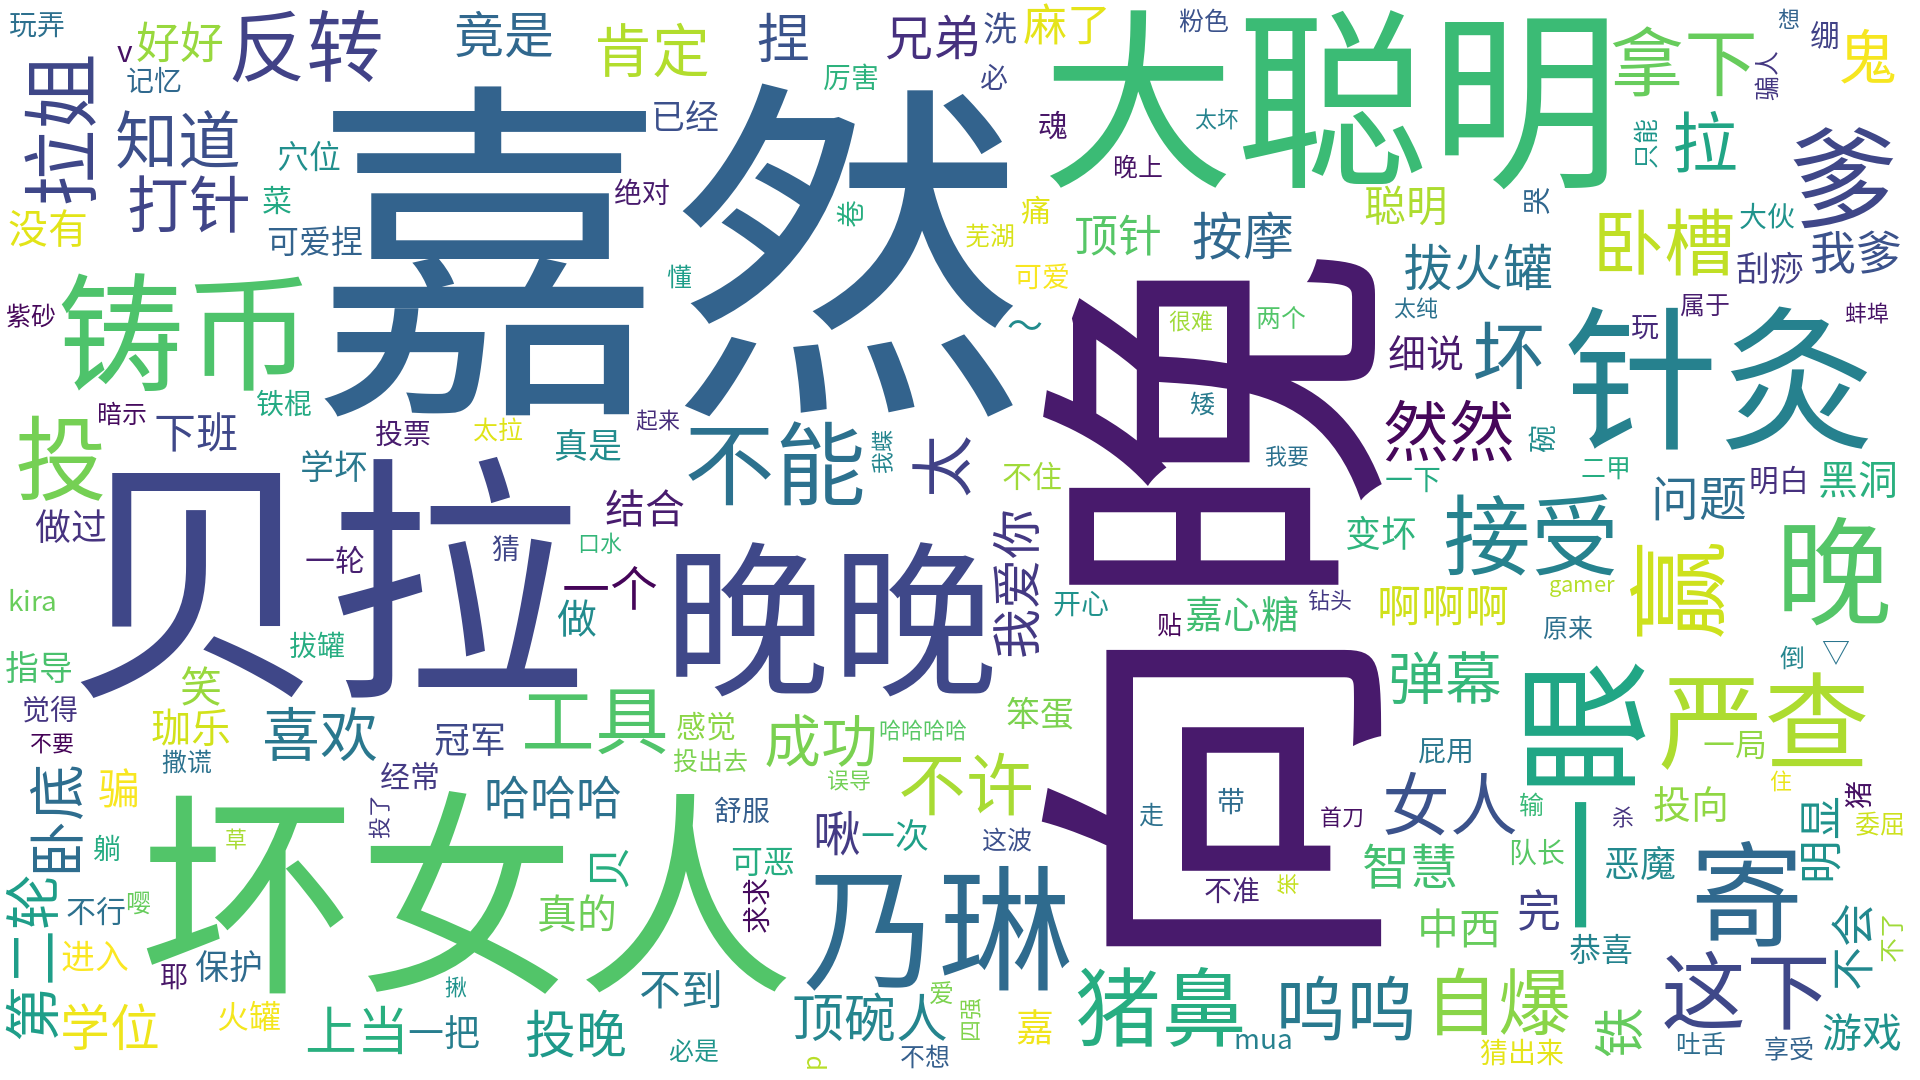 玩弄
v
好好
反转
竟是
肯定
捏
兄弟
洗
麻了
大聪明
粉色
拿下
想
绷
鬼
拉姐
记忆
厉害
必
骗人
知道
已经
魂
太坏
只能
拉
爹
穴位
嘉然
晚上
打针
菜
绝对
卷
痛
聪明
哭
没有
可爱捏
芜湖
顶针
按摩
卧槽
大伙
我爹
懂
可爱
拔火罐
刮痧
紫砂
铸币
~
回旋
很难
两个
太纯
属于
玩
蚌埠
细说
坏
针灸
铁棍
矮
然然
暗示
下班
投票
太拉
真是
起来
不能
我蝶
太
不住
我要
碗
二甲
投
学坏
一下
问题
明白
黑洞
做过
贝拉
结合
我爱你
变坏
接受
一轮
猜
口水
晚晚
赢
晚
kira
一个
做
开心
嘉心糖
钻头
啊啊啊
gamer
拔罐
贴
原来
指导
弹幕
倒
▽
觉得
笑
工具
笨蛋
一眼
严查
不要
珈乐
喜欢
冠军
感觉
成功
哈哈哈哈
一局
撒谎
投出去
屁用
卧底
骗
经常
误导
不许
女人
住
坏女人
投了
哈哈哈
舒服
走
带
首刀
输
杀
投向
猪
躺
草
啾
一次
这波
明显
委屈
贝
可恶
智慧
队长
恶魔
第二轮
不行
嘤
求求
乃琳
不准
寄
真的
中西
完
不会
不了
进入
耶
保护
恭喜
揪
不到
猪鼻
呜呜
自爆
这下
学位
火罐
上当
一把
投晚
顶碗人
爱
四强
嘉
铁
游戏
必是
不想
p
mua
猜出来
吐舌
享受